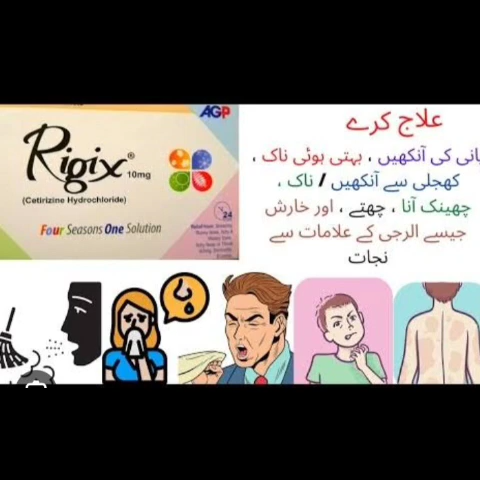 AGP
Rigix® 10mg
(Cetirizine Hydrochloride)
24
Four Seasons One Solution
علاج کرے
پانی کی آنکھیں ، بہتی ہوئی ناک ،
کھجلی سے آنکھیں / ناک ،
چھینک آنا ، چھتے ، اور خارش
جیسے الرجی کے علامات سے
نجات